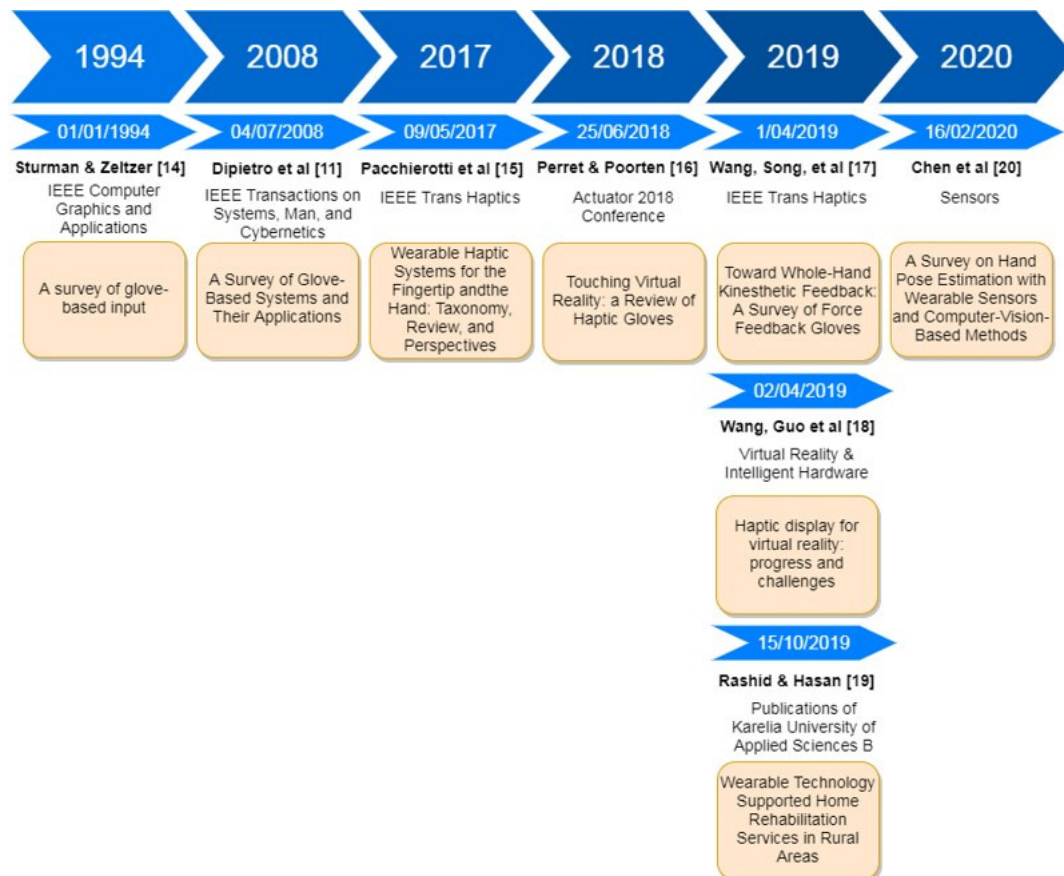 1994
2008
2017
2018
2019
2020
01/01/1994
04/07/2008
09/05/2017
25/06/2018
1/04/2019
16/02/2020
Sturman & Zeltzer [14]
IEEE Computer
Graphics and
Applications
A survey of glove-
based input
Dipietro et al [11]
IEEE Transactions on
Systems, Man, and
Cybernetics
A Survey of Glove-
Based Systems and
Their Applications
Pacchierotti et al [15]
IEEE Trans Haptics
Wearable Haptic
Systems for the
Fingertip andthe
Hand: Taxonomy,
Review, and
Perspectives
Perret & Poorten [16]
Actuator 2018
Conference
Touching Virtual
Reality: a Review of
Haptic Gloves
Wang, Song, et al [17]
IEEE Trans Haptics
Toward Whole-Hand
Kinesthetic Feedback:
A Survey of Force
Feedback Gloves
Chen et al [20]
Sensors
A Survey on Hand
Pose Estimation with
Wearable Sensors
and Computer-Vision-
Based Methods
02/04/2019
Wang, Guo et al [18]
Virtual Reality &
Intelligent Hardware
Haptic display for
virtual reality:
progress and
challenges
15/10/2019
Rashid & Hasan [19]
Publications of
Karelia University of
Applied Sciences B
Wearable Technology
Supported Home
Rehabilitation
Services in Rural
Areas